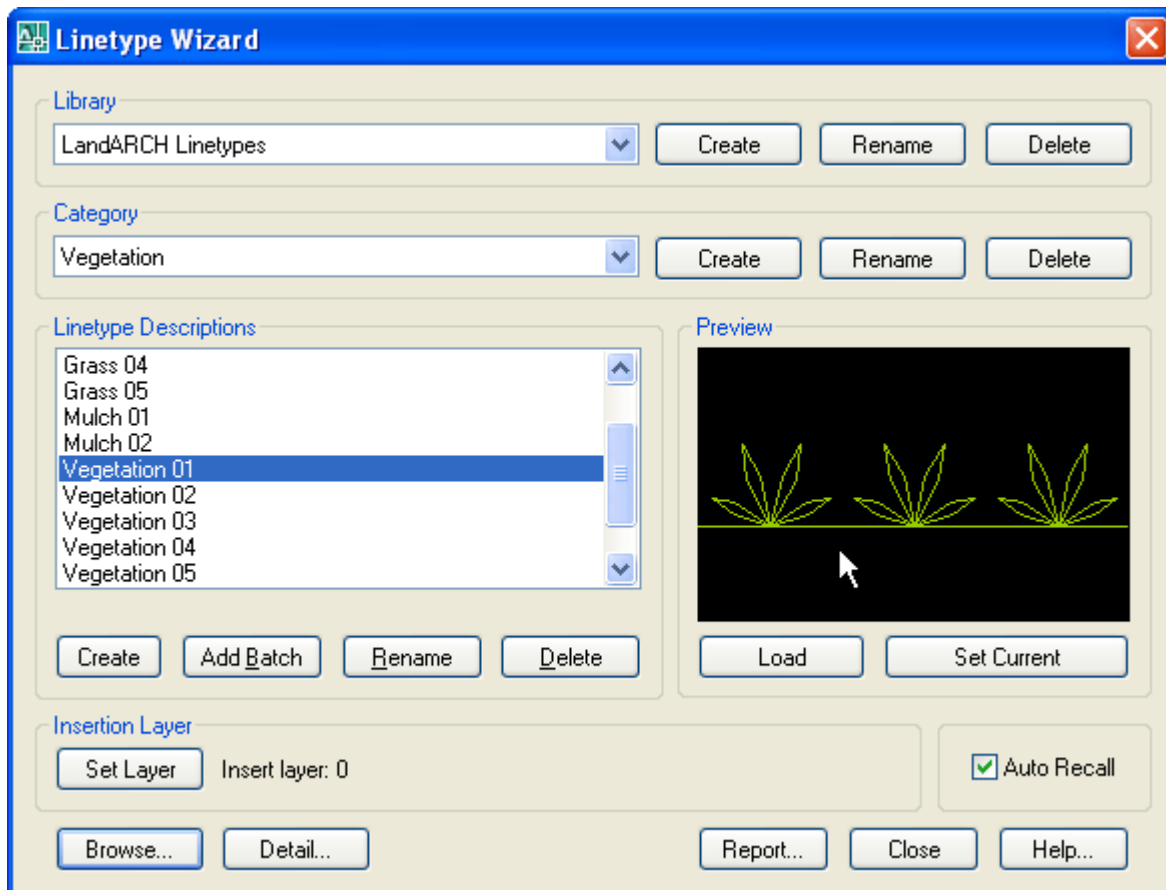 Linetype Wizard
Library
LandARCH Linetypes
Create
Rename
Delete
Category
Vegetation
Create
Rename
Delete
Linetype Descriptions
Grass 04
Grass 05
Mulch 01
Mulch 02
Vegetation 01
Vegetation 02
Vegetation 03
Vegetation 04
Vegetation 05
Create
Add Batch
Rename
Delete
Preview
Load
Set Current
Insertion Layer
Set Layer
Insert layer: 0
Auto Recall
Browse...
Detail...
Report...
Close
Help...